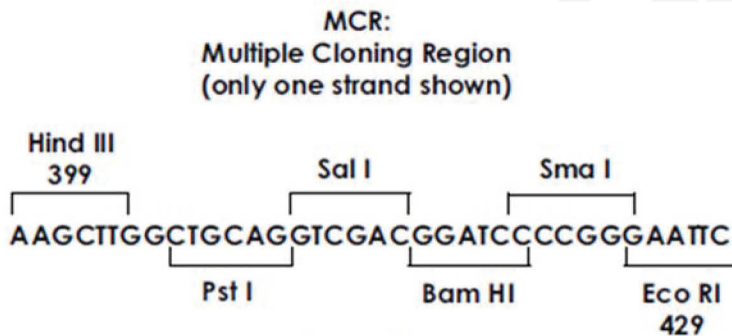 MCR:
Multiple Cloning Region
(only one strand shown)
Hind III
399
Sal I
Sma I
AAGCTTGGCTGCAGGTCGACGGATCCCCGGGAATTC
Pst I
Bam HI
Eco RI
429